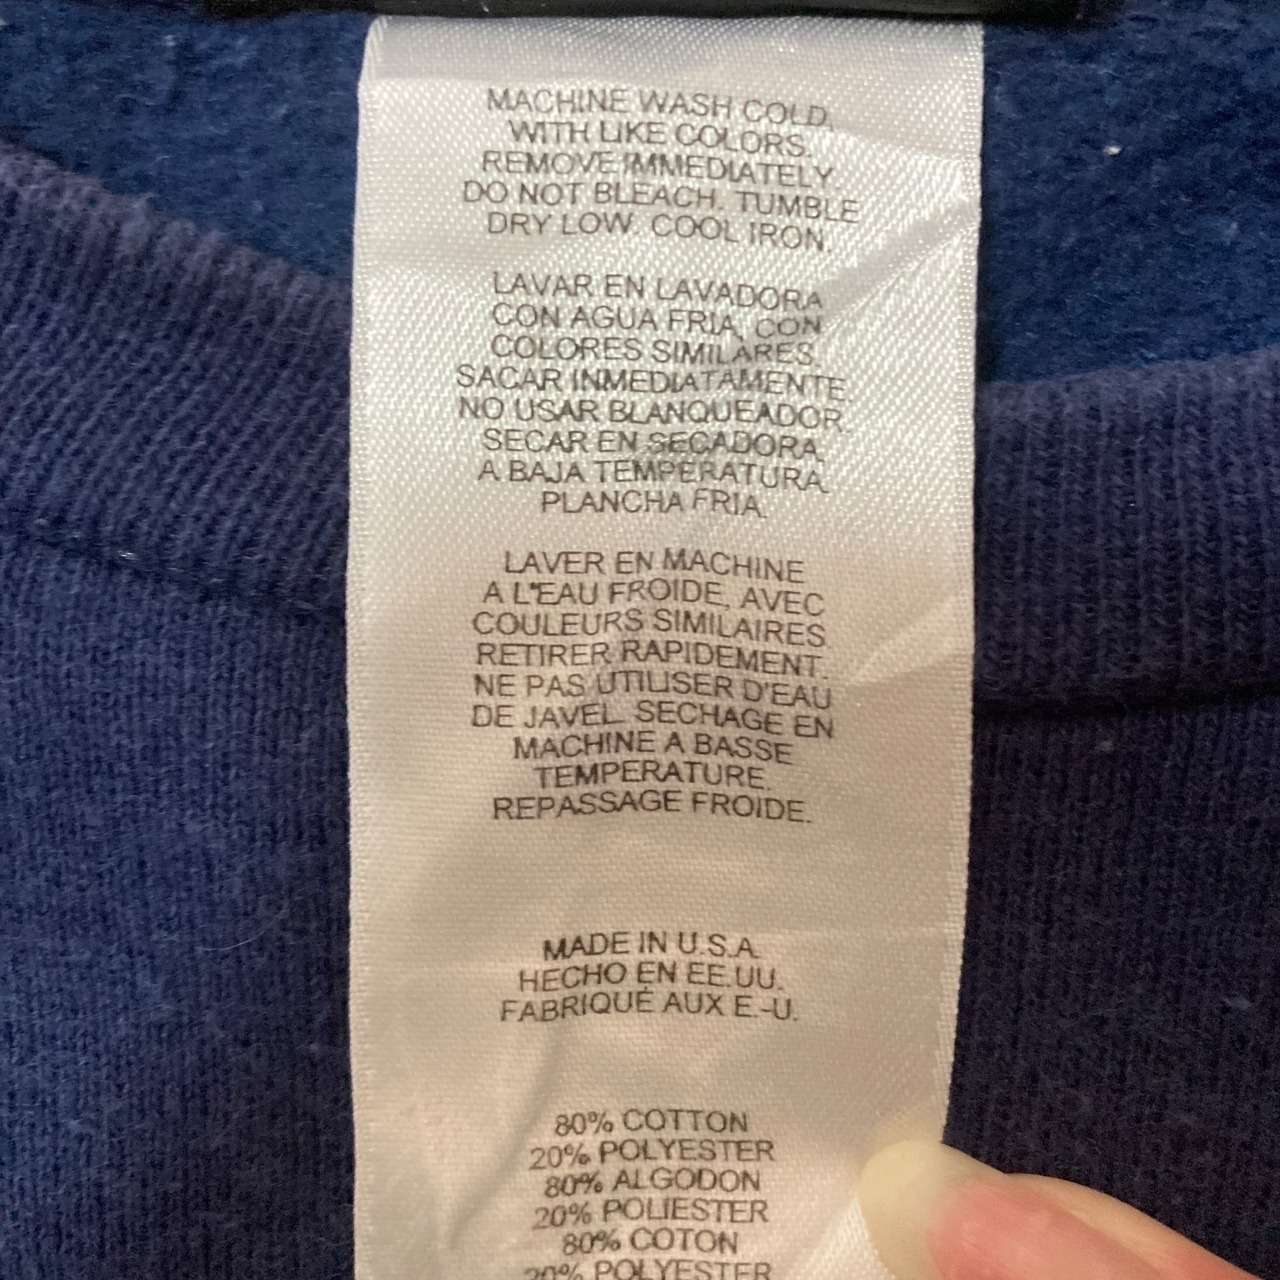 MACHINE WASH COLD,
WITH LIKE COLORS.
REMOVE IMMEDIATELY.
DO NOT BLEACH. TUMBLE
DRY LOW. COOL IRON.
LAVAR EN LAVADORA
CON AGUA FRIA, CON
COLORES SIMILARES.
SACAR INMEDIATAMENTE.
NO USAR BLANQUEADOR.
SECAR EN SECADORA
A BAJA TEMPERATURA.
PLANCHA FRIA.
LAVER EN MACHINE
A L'EAU FROIDE, AVEC
COULEURS SIMILAIRES.
RETIRER RAPIDEMENT.
NE PAS UTILISER D'EAU
DE JAVEL. SECHAGE EN
MACHINE A BASSE
TEMPERATURE.
REPASSAGE FROIDE.
MADE IN U.S.A.
HECHO EN EE.UU.
FABRIQUÉ AUX E.-U.
80% COTTON
20% POLYESTER
80% ALGODON
20% POLIESTER
80% COTON
20% POLYESTER